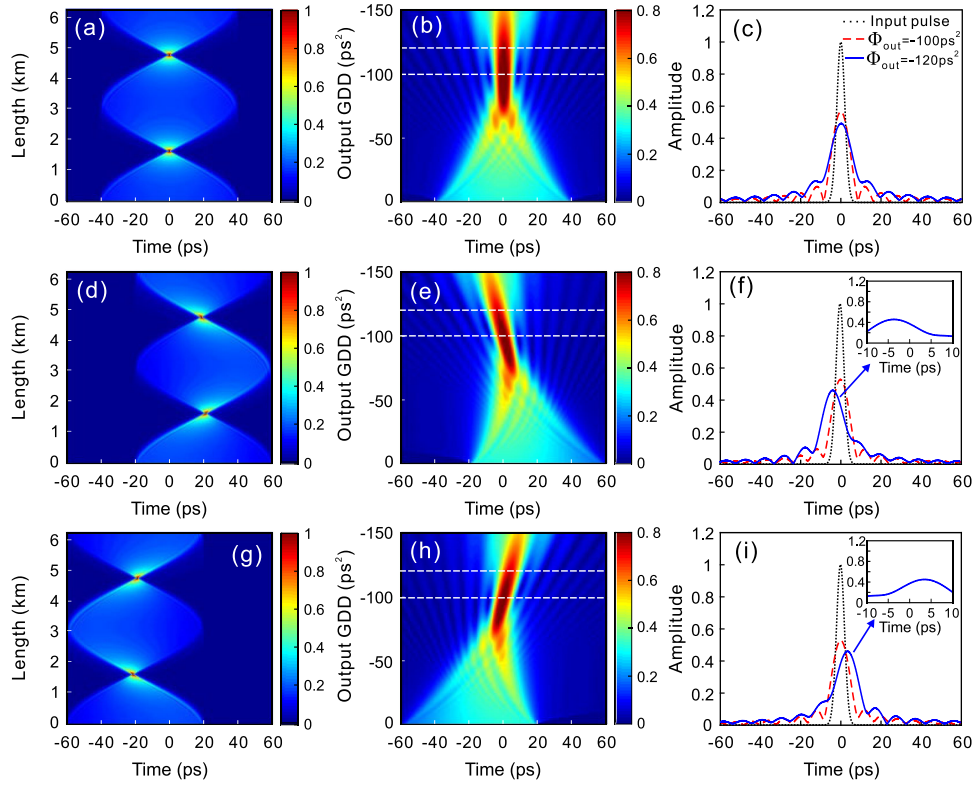 (a)
Length (km)
6
5
4
3
2
1
0
-60 -40 -20 0 20 40 60
Time (ps)
1
0.8
0.6
0.4
0.2
0
(b)
Output GDD (ps²)
-150
-100
-50
0
-60 -40 -20 0 20 40 60
Time (ps)
0.8
0.6
0.4
0.2
0
(c)
Input pulse
Φout=-100ps²
Φout=-120ps²
Amplitude
1.2
1
0.8
0.6
0.4
0.2
0
-60 -40 -20 0 20 40 60
Time (ps)
(d)
Length (km)
6
5
4
3
2
1
0
-60 -40 -20 0 20 40 60
Time (ps)
1
0.8
0.6
0.4
0.2
0
(e)
Output GDD (ps²)
-150
-100
-50
0
-60 -40 -20 0 20 40 60
Time (ps)
0.8
0.6
0.4
0.2
0
(f)
Amplitude
1.2
1
0.8
0.6
0.4
0.2
0
-60 -40 -20 0 20 40 60
Time (ps)
1.2
0.8
0.4
0
-10 -5 0 5 10
Time (ps)
(g)
Length (km)
6
5
4
3
2
1
0
-60 -40 -20 0 20 40 60
Time (ps)
1
0.8
0.6
0.4
0.2
0
(h)
Output GDD (ps²)
-150
-100
-50
0
-60 -40 -20 0 20 40 60
Time (ps)
0.8
0.6
0.4
0.2
0
(i)
Amplitude
1.2
1
0.8
0.6
0.4
0.2
0
-60 -40 -20 0 20 40 60
Time (ps)
1.2
0.8
0.4
0
-10 -5 0 5 10
Time (ps)